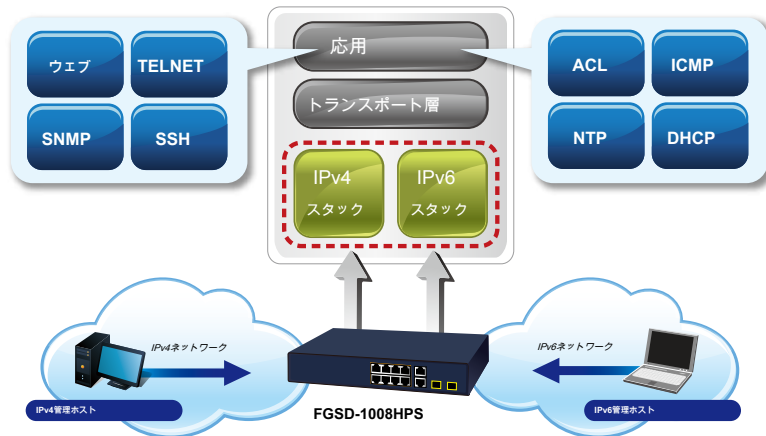 応用
ウェブ
TELNET
SNMP
SSH
ACL
ICMP
NTP
DHCP
トランスポート層
IPv4
スタック
IPv6
スタック
IPv4ネットワーク
IPv6ネットワーク
IPv4管理ホスト
FGSD-1008HPS
IPv6管理ホスト